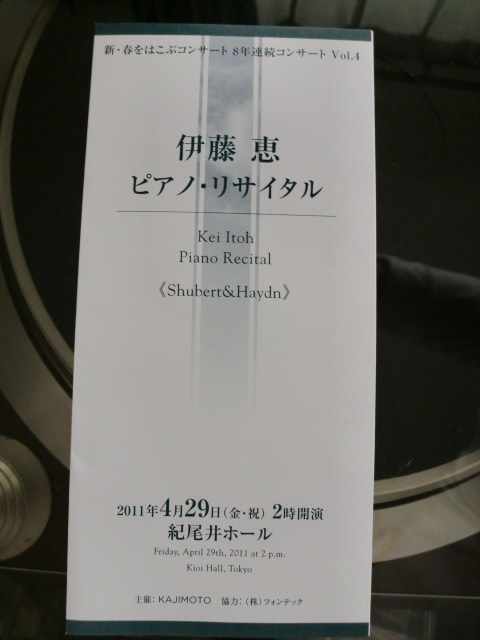 新・春をはこぶコンサート 8年連続コンサート Vol.4
伊藤 恵
ピアノ・リサイタル
Kei Itoh
Piano Recital
《Shubert&Haydn》
2011年4月29日(金・祝) 2時開演
紀尾井ホール
Friday, April 29th, 2011 at 2 p.m.
Kioi Hall, Tokyo
主催:KAJIMOTO 協力:(株)フォンテック